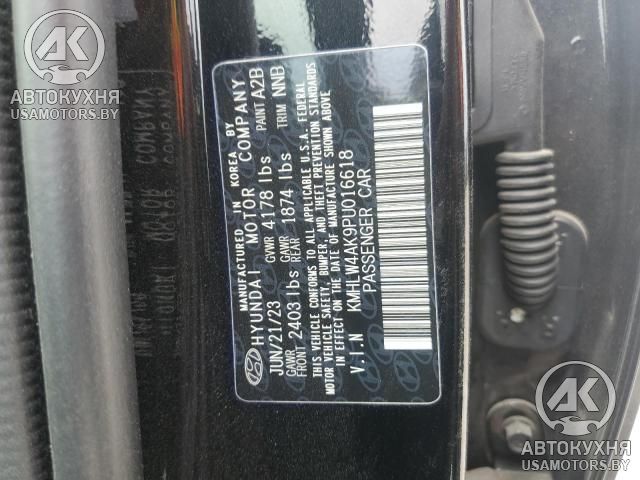 AK
АВТОКУХНЯ
USAMOTORS.BY
MANUFACTURED IN KOREA BY
HYUNDAI MOTOR COMPANY
JUN/21/23 GVWR 4178 lbs PAINT A2B
GAWR FRONT 2403 lbs GAWR REAR 1874 lbs TRIM NNB
THIS VEHICLE CONFORMS TO ALL APPLICABLE U.S.A. FEDERAL
MOTOR VEHICLE SAFETY, BUMPER, AND THEFT PREVENTION STANDARDS
IN EFFECT ON THE DATE OF MANUFACTURE SHOWN ABOVE
V.I.N KMHLW4AK9PU016618
PASSENGER CAR
AK
АВТОКУХНЯ
USAMOTORS.BY